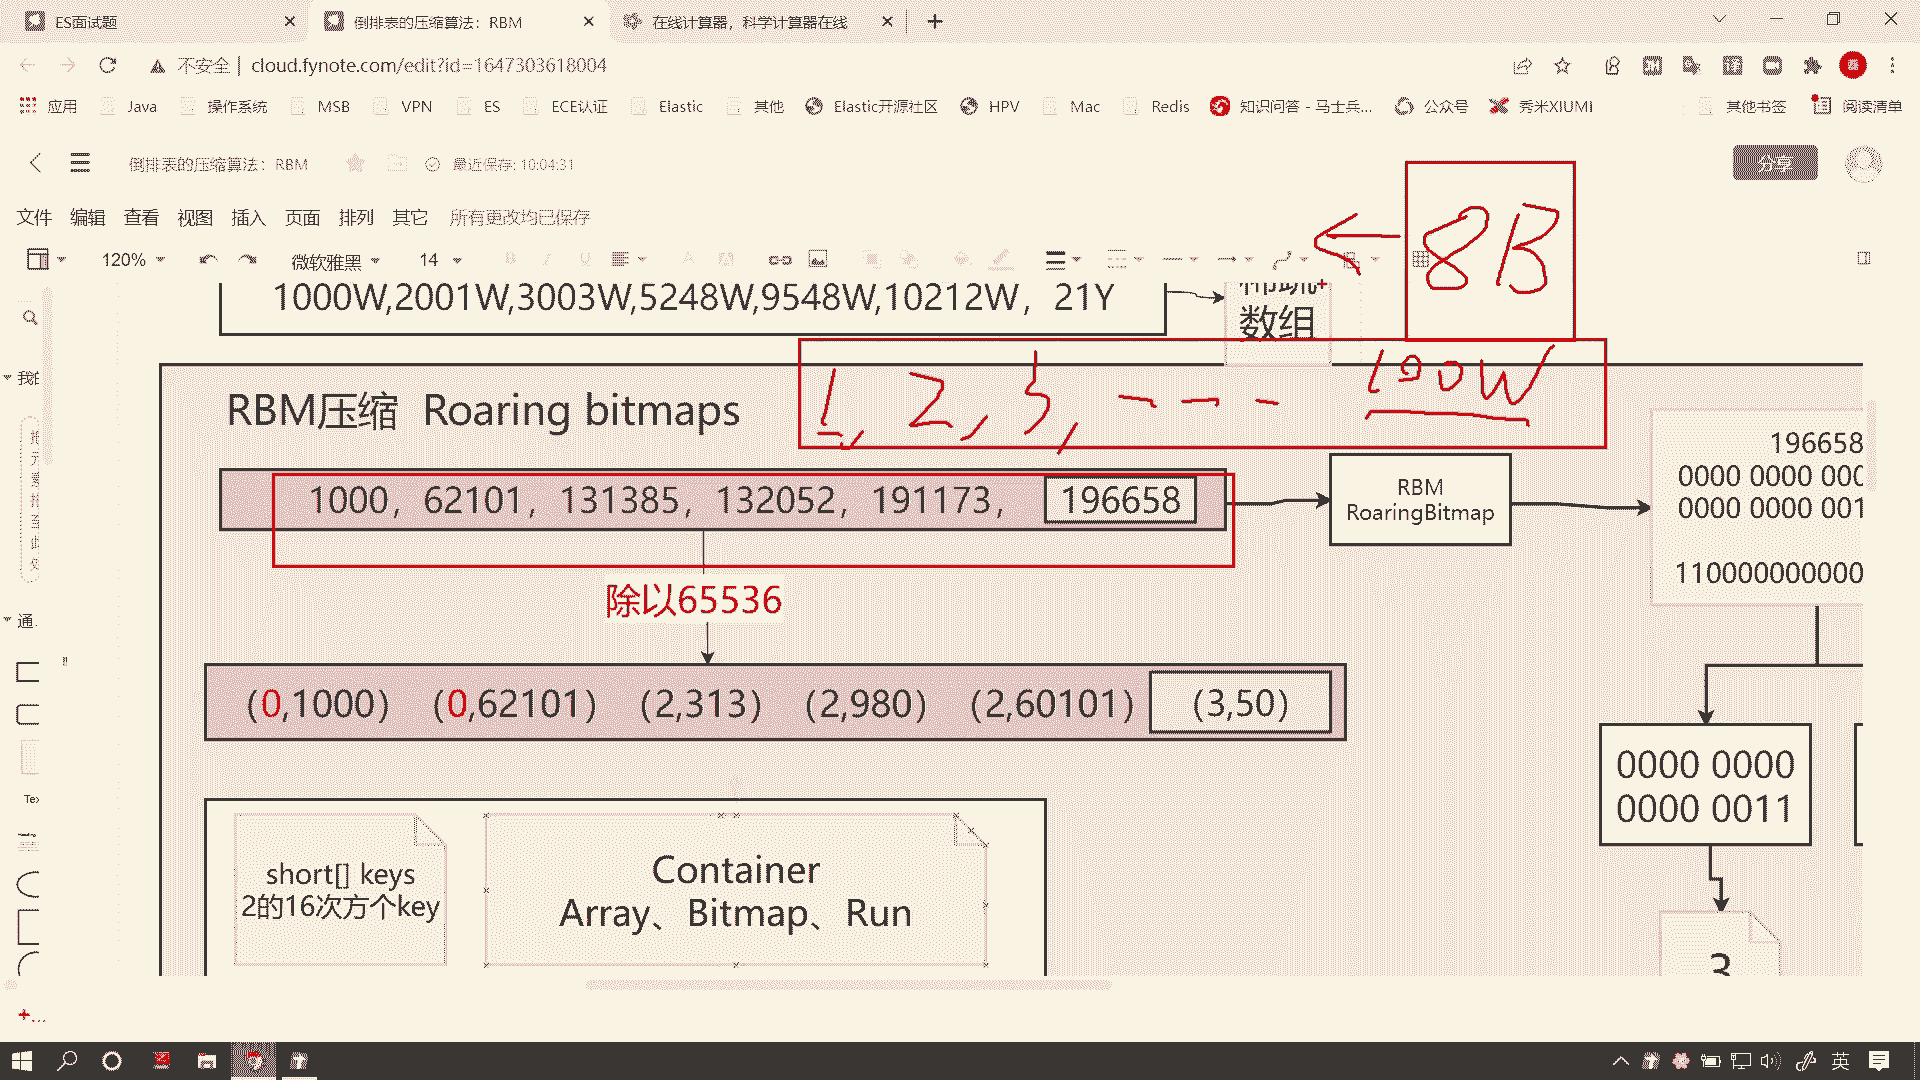 ES面试题
倒排表的压缩算法：RBM
在线计算器，科学计算器在线
不安全 | cloud.fynote.com/edit?id=1647303618004
应用 Java 操作系统 MSB VPN ES ECE认证 Elastic 其他 Elastic开源社区 HPV Mac Redis 知识问答 - 马士兵... 公众号 秀米XIUMI 其他书签 阅读清单
倒排表的压缩算法：RBM 最近保存: 10:04:31 分享
文件 编辑 查看 视图 插入 页面 排列 其它 所有更改均已保存
120% 微软雅黑 14 B I U A
8B
1000W,2001W,3003W,5248W,9548W,10212W，21Y
数组
1, 2, 3, --- 100W
RBM压缩 Roaring bitmaps
1000，62101，131385，132052，191173，196658
RBM
RoaringBitmap
196658
0000 0000 000
0000 0000 001
110000000000
除以65536
(0,1000) (0,62101) (2,313) (2,980) (2,60101) (3,50)
0000 0000
0000 0011
short[] keys
2的16次方个key
Container
Array、Bitmap、Run
3
通.
Tex
英